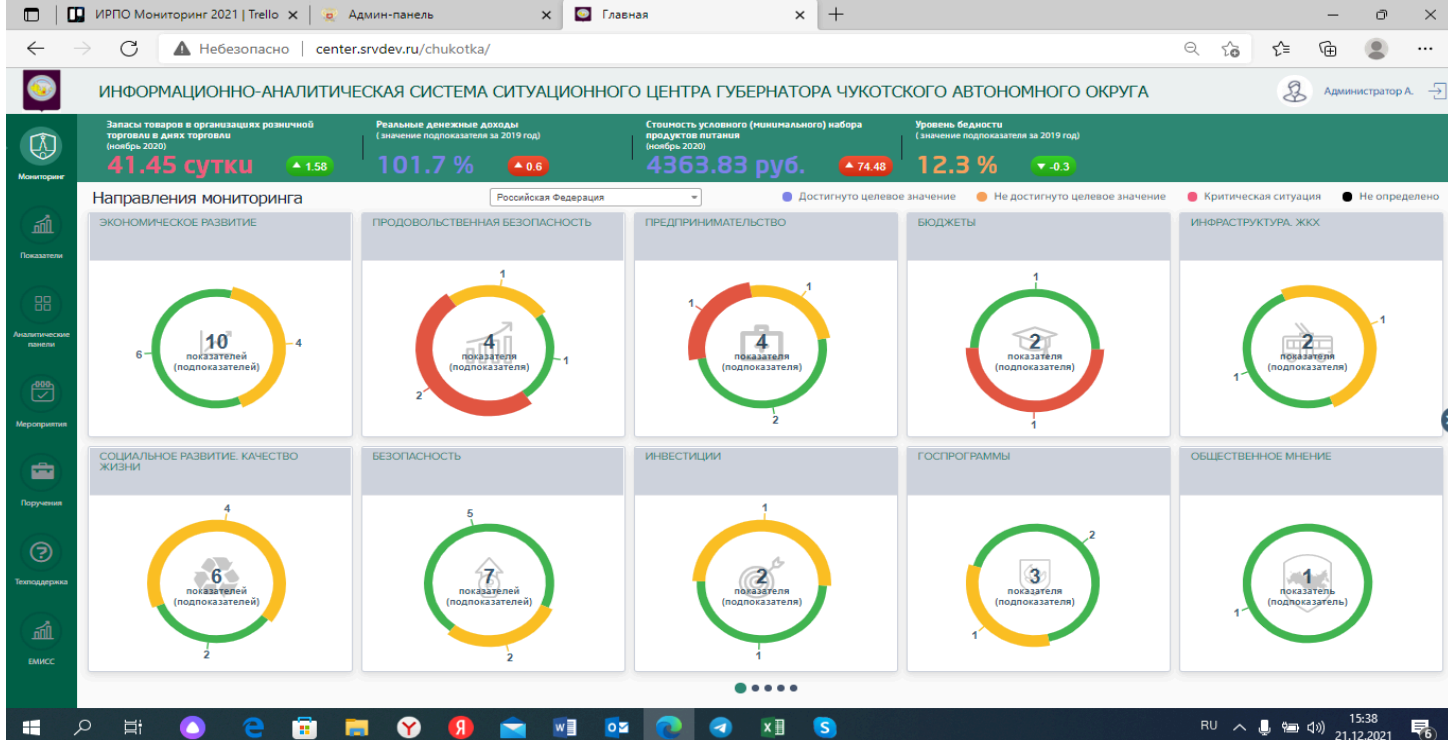 ИРПО Мониторинг 2021 | Trello
Админ-панель
Главная
Небезопасно
center.srvdev.ru/chukotka/
ИНФОРМАЦИОННО-АНАЛИТИЧЕСКАЯ СИСТЕМА СИТУАЦИОННОГО ЦЕНТРА ГУБЕРНАТОРА ЧУКОТСКОГО АВТОНОМНОГО ОКРУГА
Администратор А.
Мониторинг
Показатели
Аналитические
панели
Мероприятия
Поручения
Техподдержка
ЕМИСС
Запасы товаров в организациях розничной
торговли в днях торговли
(ноябрь 2020)
41.45 сутки
1.58
Реальные денежные доходы
(значение подпоказателя за 2019 год)
101.7 %
0.6
Стоимость условного (минимального) набора
продуктов питания
(ноябрь 2020)
4363.83 руб.
74.48
Уровень бедности
(значение подпоказателя за 2019 год)
12.3 %
-0.3
Направления мониторинга
Российская Федерация
Достигнуто целевое значение
Не достигнуто целевое значение
Критическая ситуация
Не определено
ЭКОНОМИЧЕСКОЕ РАЗВИТИЕ
6
10
показателей
(подпоказателей)
4
ПРОДОВОЛЬСТВЕННАЯ БЕЗОПАСНОСТЬ
1
4
показателя
(подпоказателя)
1
2
ПРЕДПРИНИМАТЕЛЬСТВО
1
1
4
показателя
(подпоказателя)
2
БЮДЖЕТЫ
1
2
показателя
(подпоказателя)
1
ИНФРАСТРУКТУРА. ЖКХ
1
2
показателя
(подпоказателя)
1
СОЦИАЛЬНОЕ РАЗВИТИЕ. КАЧЕСТВО
ЖИЗНИ
4
6
показателей
(подпоказателей)
2
БЕЗОПАСНОСТЬ
5
7
показателей
(подпоказателей)
2
ИНВЕСТИЦИИ
1
2
показателя
(подпоказателя)
1
ГОСПРОГРАММЫ
2
3
показателя
(подпоказателя)
1
ОБЩЕСТВЕННОЕ МНЕНИЕ
1
показатель
(подпоказатель)
1
RU
15:38
21.12.2021
6